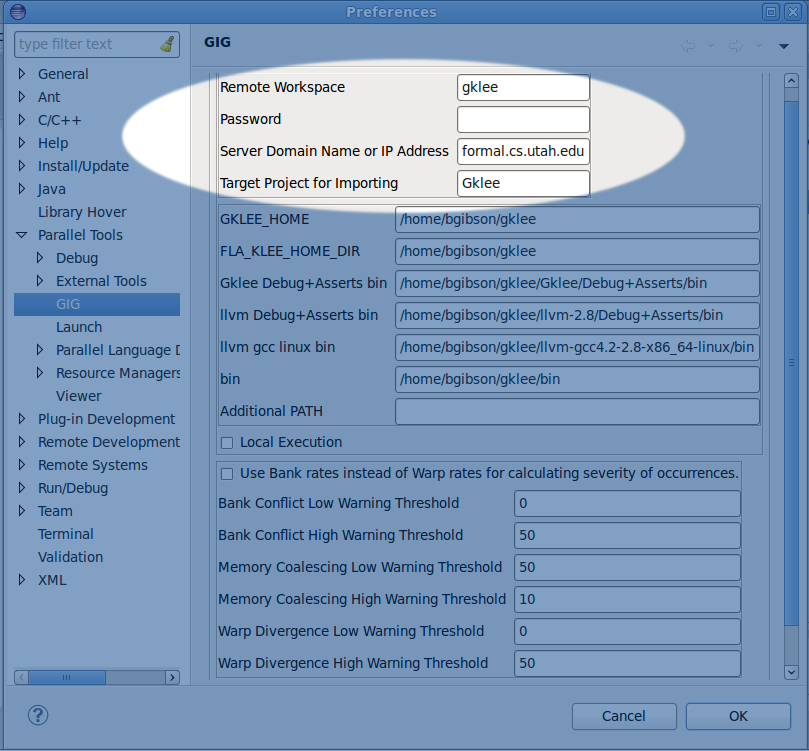 Preferences
type filter text
GIG
General
Ant
C/C++
Help
Install/Update
Java
Library Hover
Parallel Tools
Debug
External Tools
GIG
Launch
Parallel Language D
Resource Managers
Viewer
Plug-in Development
Remote Development
Remote Systems
Run/Debug
Team
Terminal
Validation
XML
Remote Workspace gklee
Password
Server Domain Name or IP Address formal.cs.utah.edu
Target Project for Importing Gklee
GKLEE_HOME /home/bgibson/gklee
FLA_KLEE_HOME_DIR /home/bgibson/gklee
Gklee Debug+Asserts bin /home/bgibson/gklee/Gklee/Debug+Asserts/bin
llvm Debug+Asserts bin /home/bgibson/gklee/llvm-2.8/Debug+Asserts/bin
llvm gcc linux bin /home/bgibson/gklee/llvm-gcc4.2-2.8-x86_64-linux/bin
bin /home/bgibson/gklee/bin
Additional PATH
Local Execution
Use Bank rates instead of Warp rates for calculating severity of occurrences.
Bank Conflict Low Warning Threshold 0
Bank Conflict High Warning Threshold 50
Memory Coalescing Low Warning Threshold 50
Memory Coalescing High Warning Threshold 10
Warp Divergence Low Warning Threshold 0
Warp Divergence High Warning Threshold 50
?
Cancel
OK